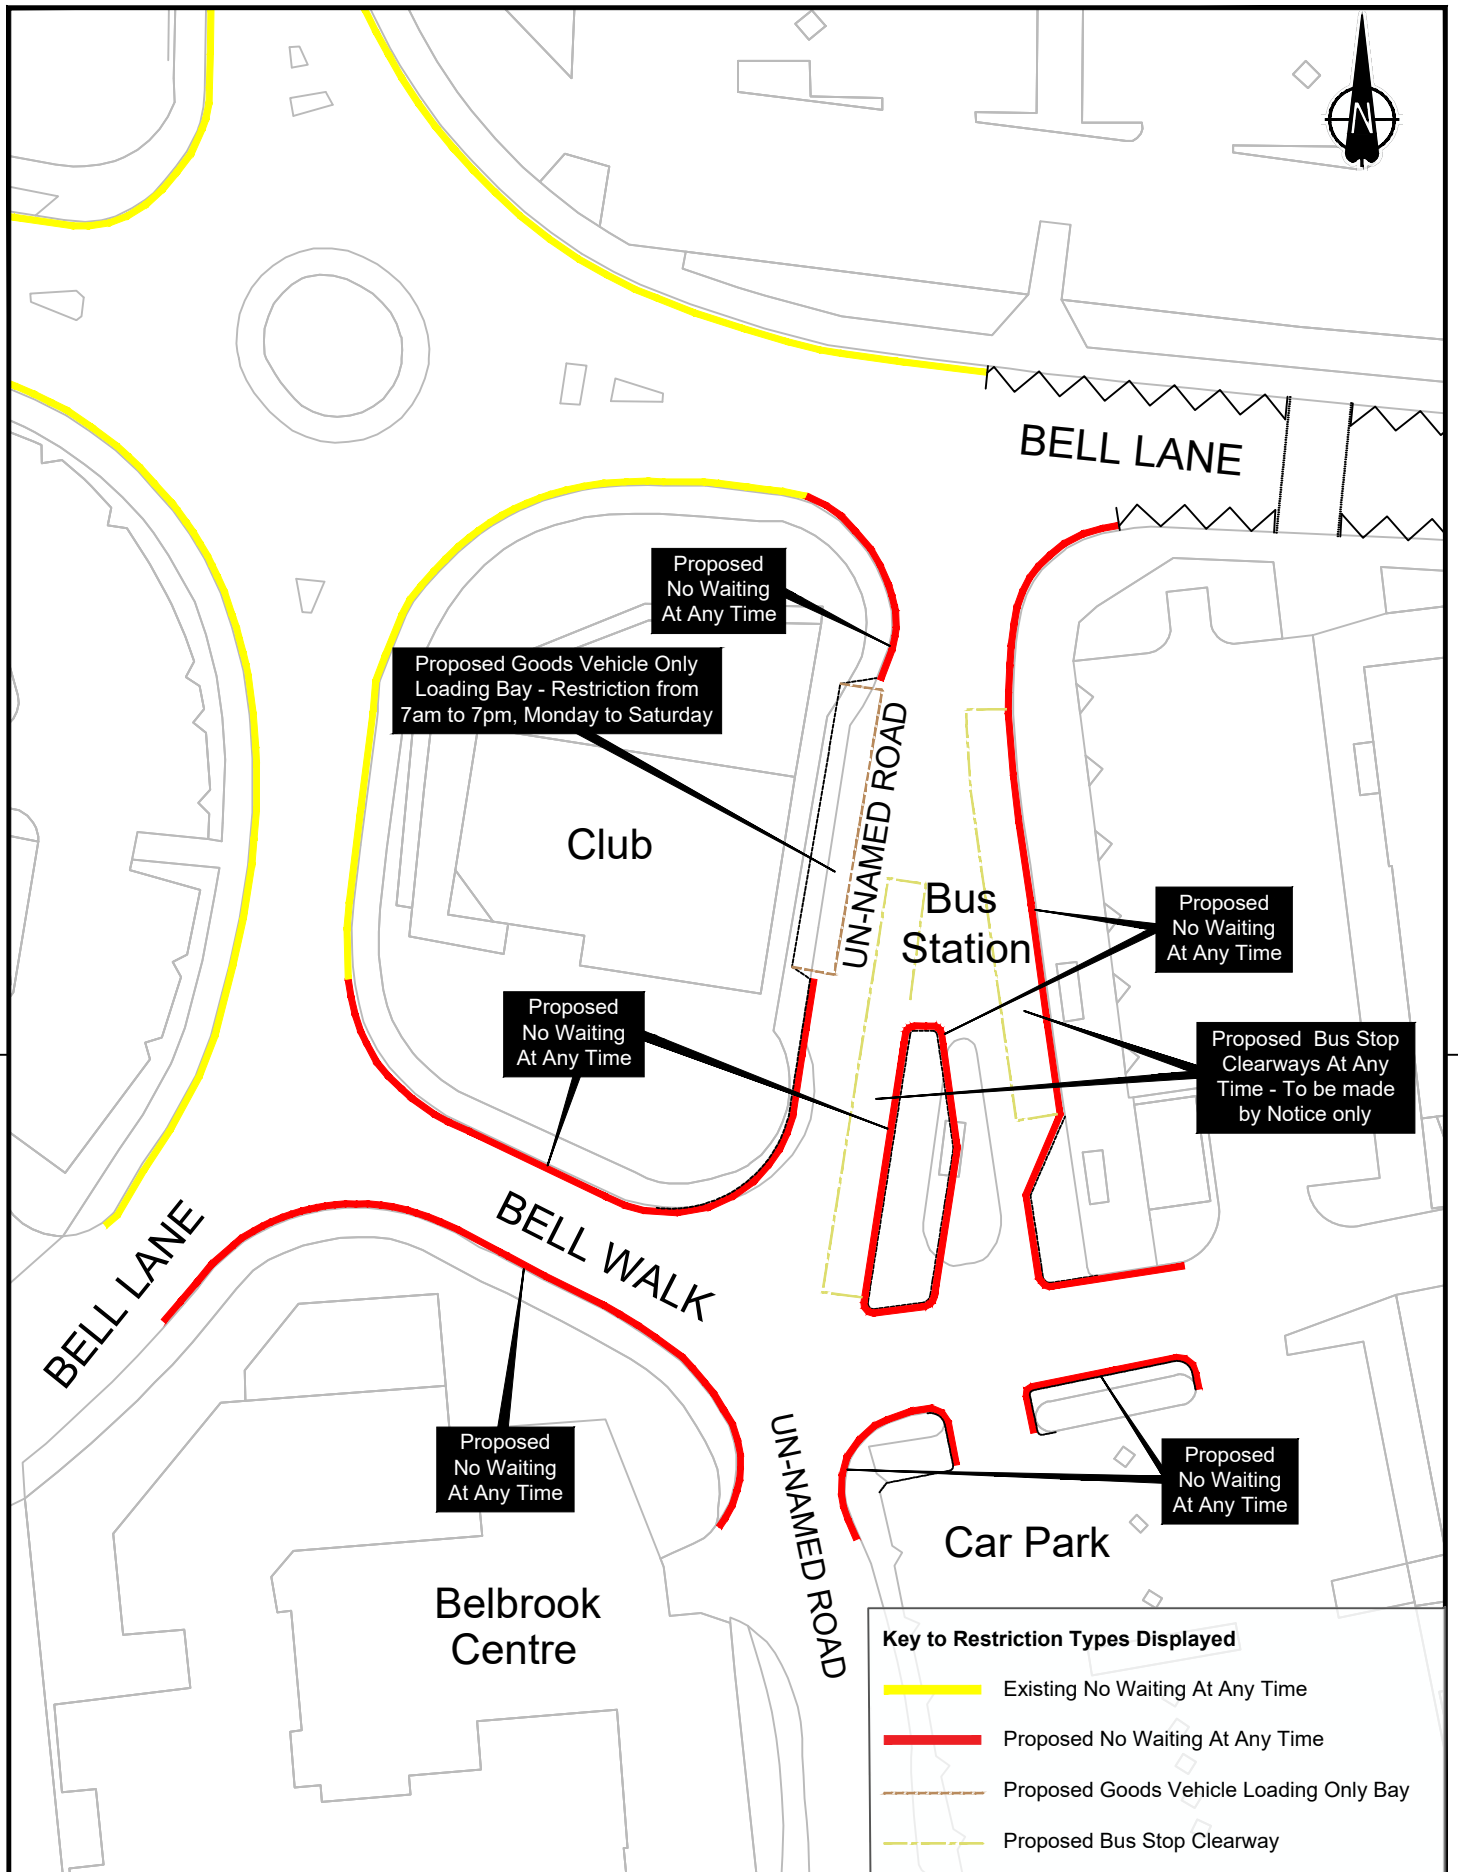 N
BELL LANE
Proposed
No Waiting
At Any Time
Proposed Goods Vehicle Only
Loading Bay - Restriction from
7am to 7pm, Monday to Saturday
UN-NAMED ROAD
Club
Bus
Station
Proposed
No Waiting
At Any Time
Proposed
No Waiting
At Any Time
Proposed Bus Stop
Clearways At Any
Time - To be made
by Notice only
BELL LANE
BELL WALK
Proposed
No Waiting
At Any Time
UN-NAMED ROAD
Proposed
No Waiting
At Any Time
Car Park
Belbrook
Centre
Key to Restriction Types Displayed
Existing No Waiting At Any Time
Proposed No Waiting At Any Time
Proposed Goods Vehicle Loading Only Bay
Proposed Bus Stop Clearway